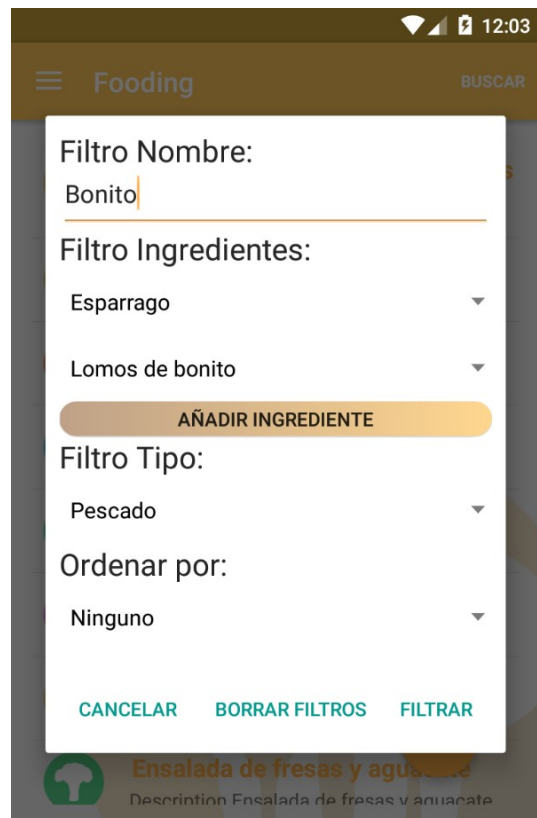 12:03
Fooding BUSCAR
s
Filtro Nombre:
Bonito
Filtro Ingredientes:
Esparrago
Lomos de bonito
AÑADIR INGREDIENTE
Filtro Tipo:
Pescado
Ordenar por:
Ninguno
CANCELAR BORRAR FILTROS FILTRAR
Ensalada de fresas y aguacate
Description Ensalada de fresas y aguacate